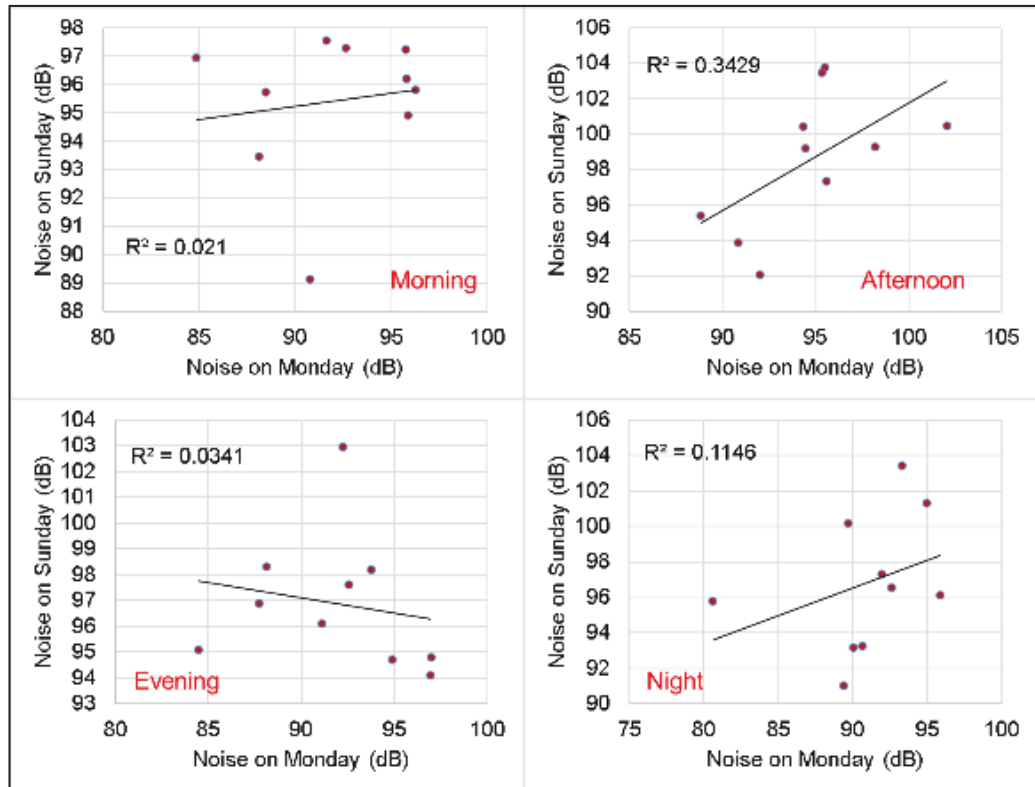 98
97
96
95
94
93
92
91
90
89
88
Noise on Sunday (dB)
R² = 0.021
Morning
80 85 90 95 100
Noise on Monday (dB)
106
104
102
100
98
96
94
92
90
Noise on Sunday (dB)
R² = 0.3429
Afternoon
85 90 95 100 105
Noise on Monday (dB)
104
103
102
101
100
99
98
97
96
95
94
93
Noise on Sunday (dB)
R² = 0.0341
Evening
80 85 90 95 100
Noise on Monday (dB)
106
104
102
100
98
96
94
92
90
Noise on Sunday (dB)
R² = 0.1146
Night
75 80 85 90 95 100
Noise on Monday (dB)